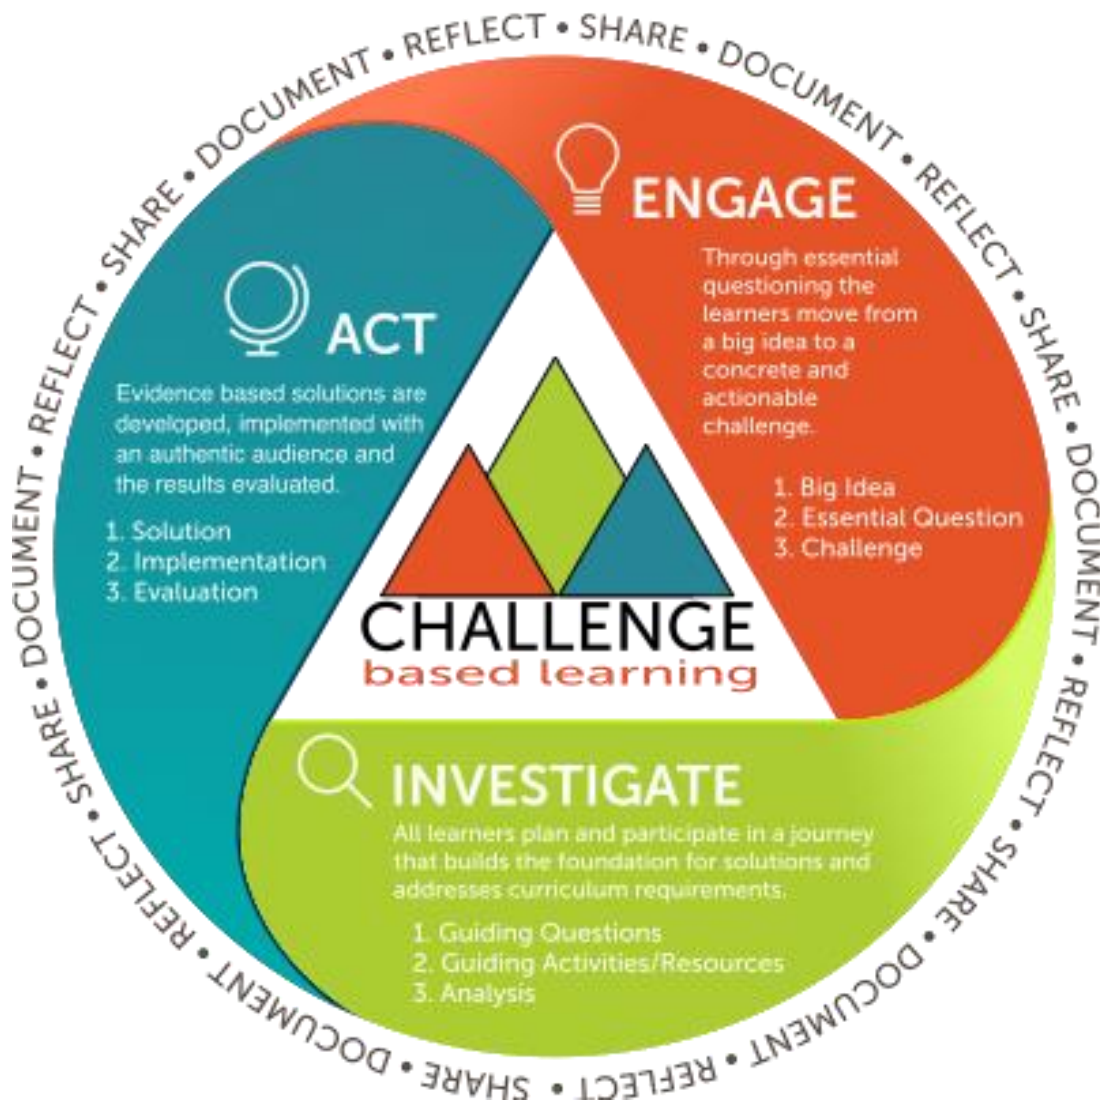 DOCUMENT • REFLECT • SHARE • DOCUMENT • REFLECT • SHARE • DOCUMENT • REFLECT • SHARE • DOCUMENT • REFLECT • SHARE • DOCUMENT • REFLECT • SHARE • DOCUMENT • REFLECT • SHARE •
ENGAGE
Through essential
questioning the
learners move from
a big idea to a
concrete and
actionable
challenge.
1. Big Idea
2. Essential Question
3. Challenge
ACT
Evidence based solutions are
developed, implemented with
an authentic audience and
the results evaluated.
1. Solution
2. Implementation
3. Evaluation
CHALLENGE
based learning
INVESTIGATE
All learners plan and participate in a journey
that builds the foundation for solutions and
addresses curriculum requirements.
1. Guiding Questions
2. Guiding Activities/Resources
3. Analysis